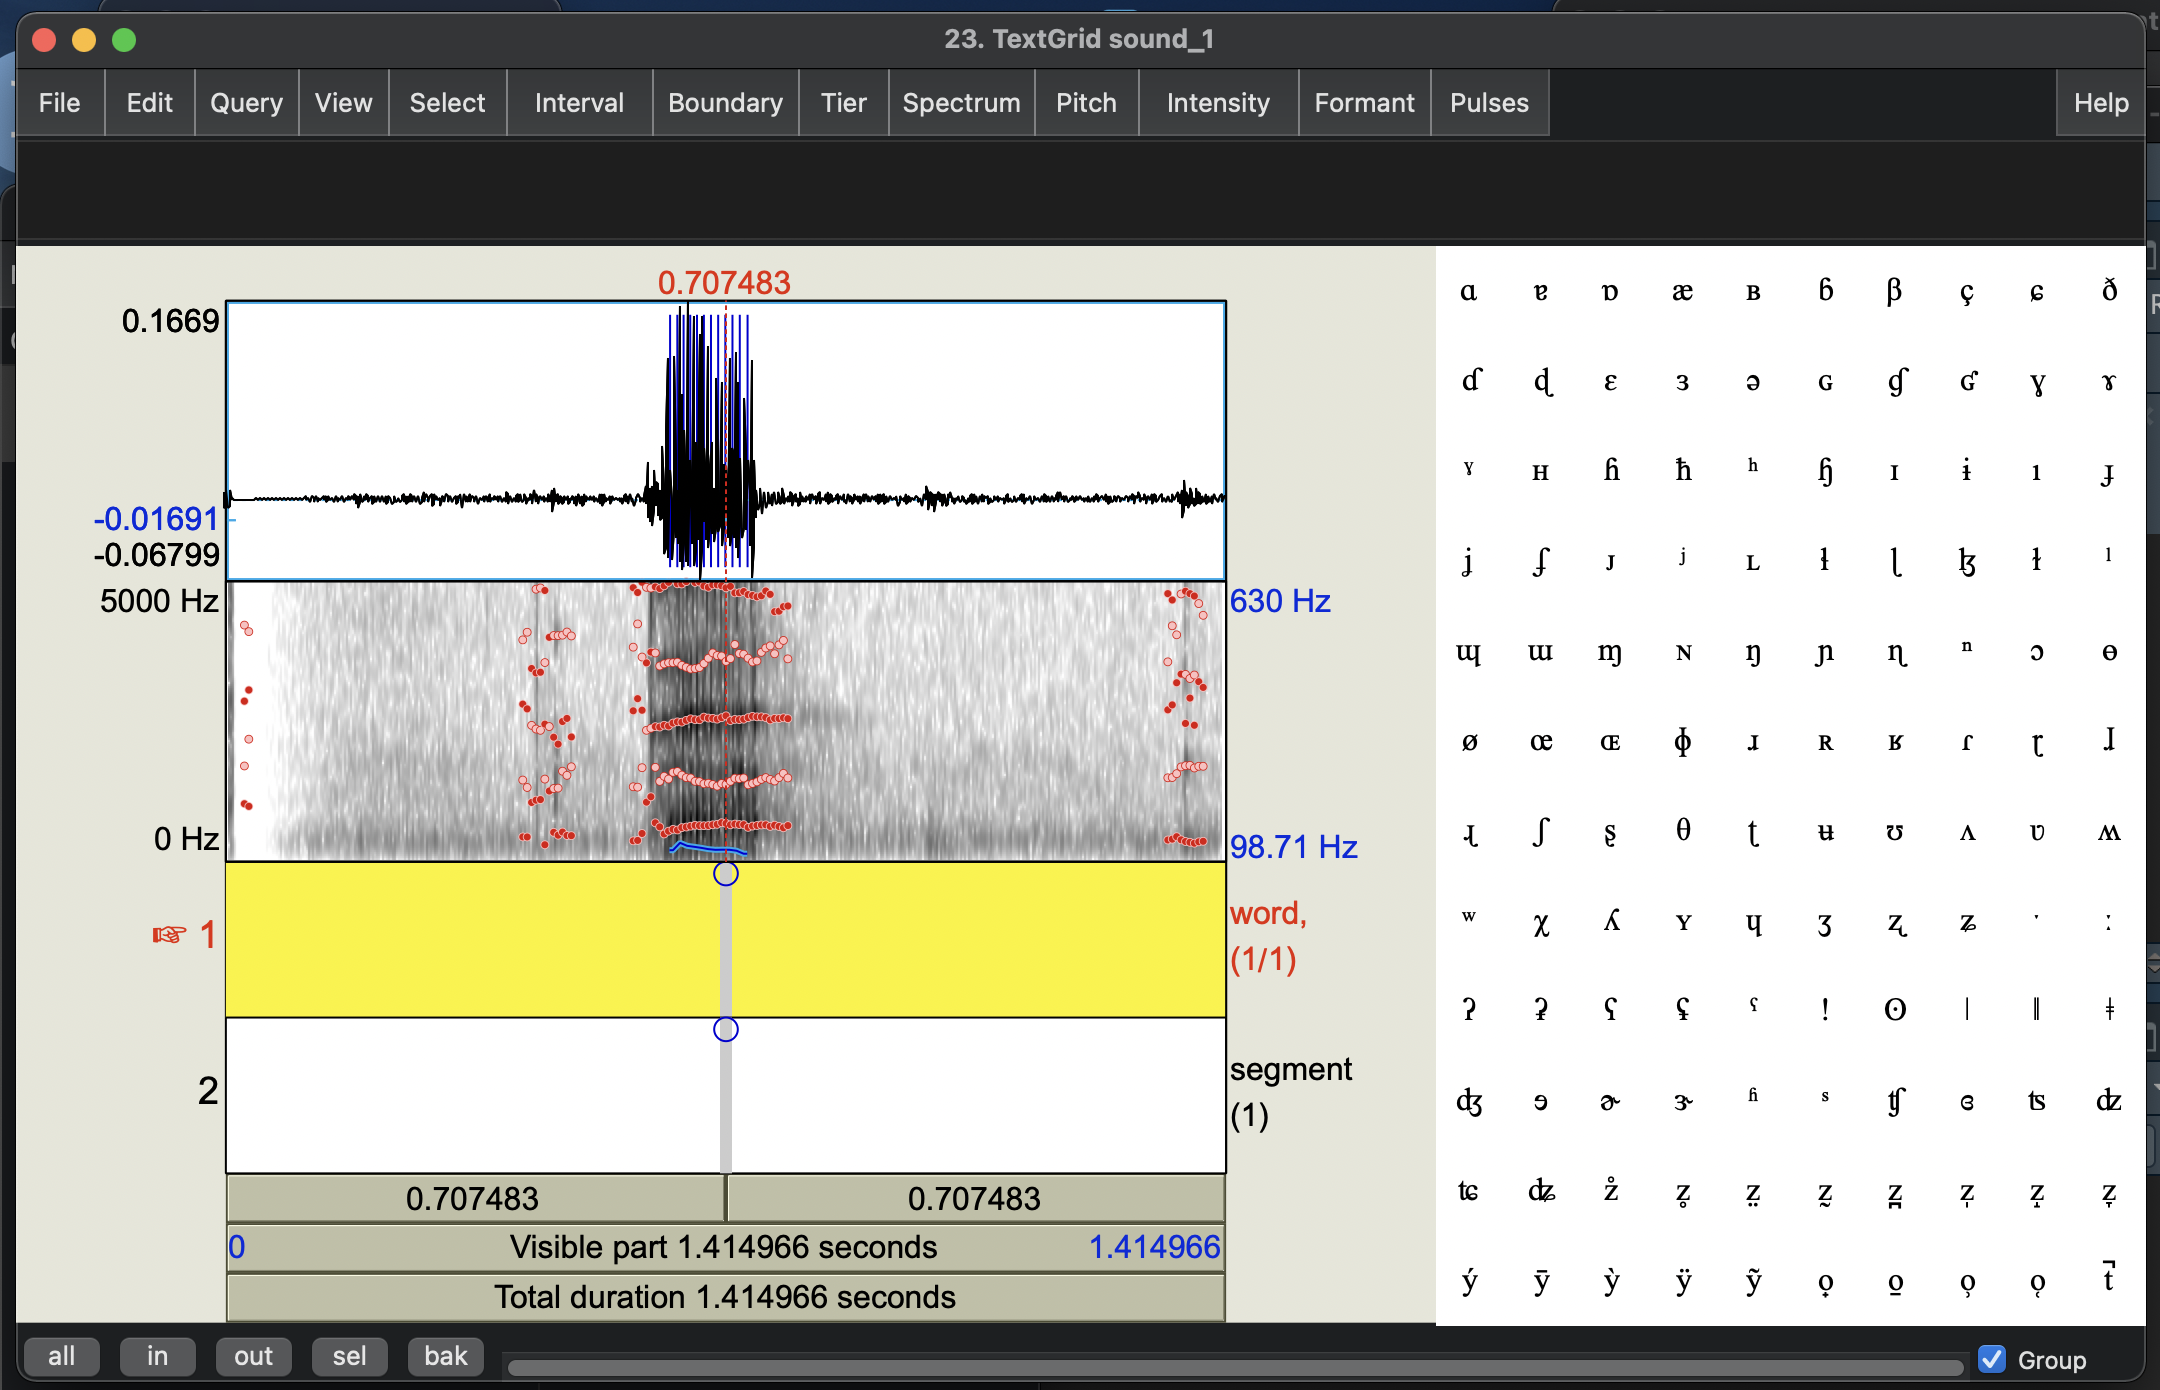 23. TextGrid sound_1
File Edit Query View Select Interval Boundary Tier Spectrum Pitch Intensity Formant Pulses Help
0.707483
0.1669
-0.01691
-0.06799
5000 Hz 630 Hz
0 Hz 98.71 Hz
☞ 1 word,
(1/1)
2 segment
(1)
0.707483 0.707483
0 Visible part 1.414966 seconds 1.414966
Total duration 1.414966 seconds
ɑ ɐ ɒ æ ʙ ɓ β ç ɕ ð
ɗ ɖ ɛ ɜ ə ɢ ɠ ʛ ɣ ɤ
ˠ ʜ ɦ ħ ʰ ɧ ɪ ɨ ı ɟ
ʝ ʄ ᴊ ʲ ʟ ɫ ɭ ɮ ɬ ˡ
ɰ ɯ ɱ ɴ ŋ ɲ ɳ ⁿ ɔ ɵ
ø œ ɶ ɸ ɹ ʀ ʁ ɾ ɽ ɺ
ɻ ʃ ʂ θ ʈ ʉ ʊ ʌ ʋ ʍ
ʷ χ ʎ ʏ ɥ ʒ ʐ ʑ ˑ ː
ʔ ʡ ʕ ʢ ˤ ! ʘ ǀ ǁ ǂ
ʤ ɘ ɚ ɝ ʱ ˢ ʧ ɞ ʦ ʣ
ʨ ʥ z̊ z̥ z̤ z̰ z̪ z̩ z̝ z̞
ý ȳ ỳ ÿ ỹ o̟ o̠ o̹ o̜ t̚
all in out sel bak Group